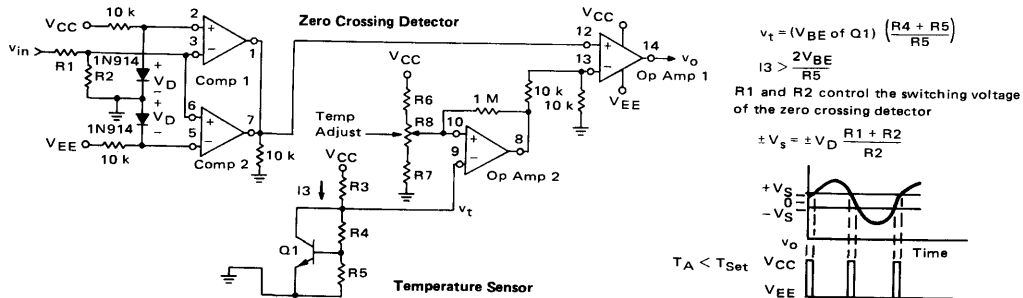 Zero Crossing Detector
VCC
10 k
2
+
3
−
1
Comp 1
vin
R1
R2
1N914
+
VD
−
+
VD
−
1N914
6
+
5
−
7
Comp 2
VEE
10 k
10 k
VCC
R6
Temp
Adjust
R8
R7
1 M
10
+
9
−
8
Op Amp 2
VCC
12
+
13
−
14
vo
Op Amp 1
VEE
10 k
10 k
VCC
I3
R3
vt
R4
Q1
R5
Temperature Sensor
vt = (VBE of Q1) (R4 + R5 / R5)
I3 > 2VBE / R5
R1 and R2 control the switching voltage
of the zero crossing detector
± Vs = ± VD R1 + R2 / R2
+VS
0
−VS
vo
Time
TA < TSet
VCC
VEE